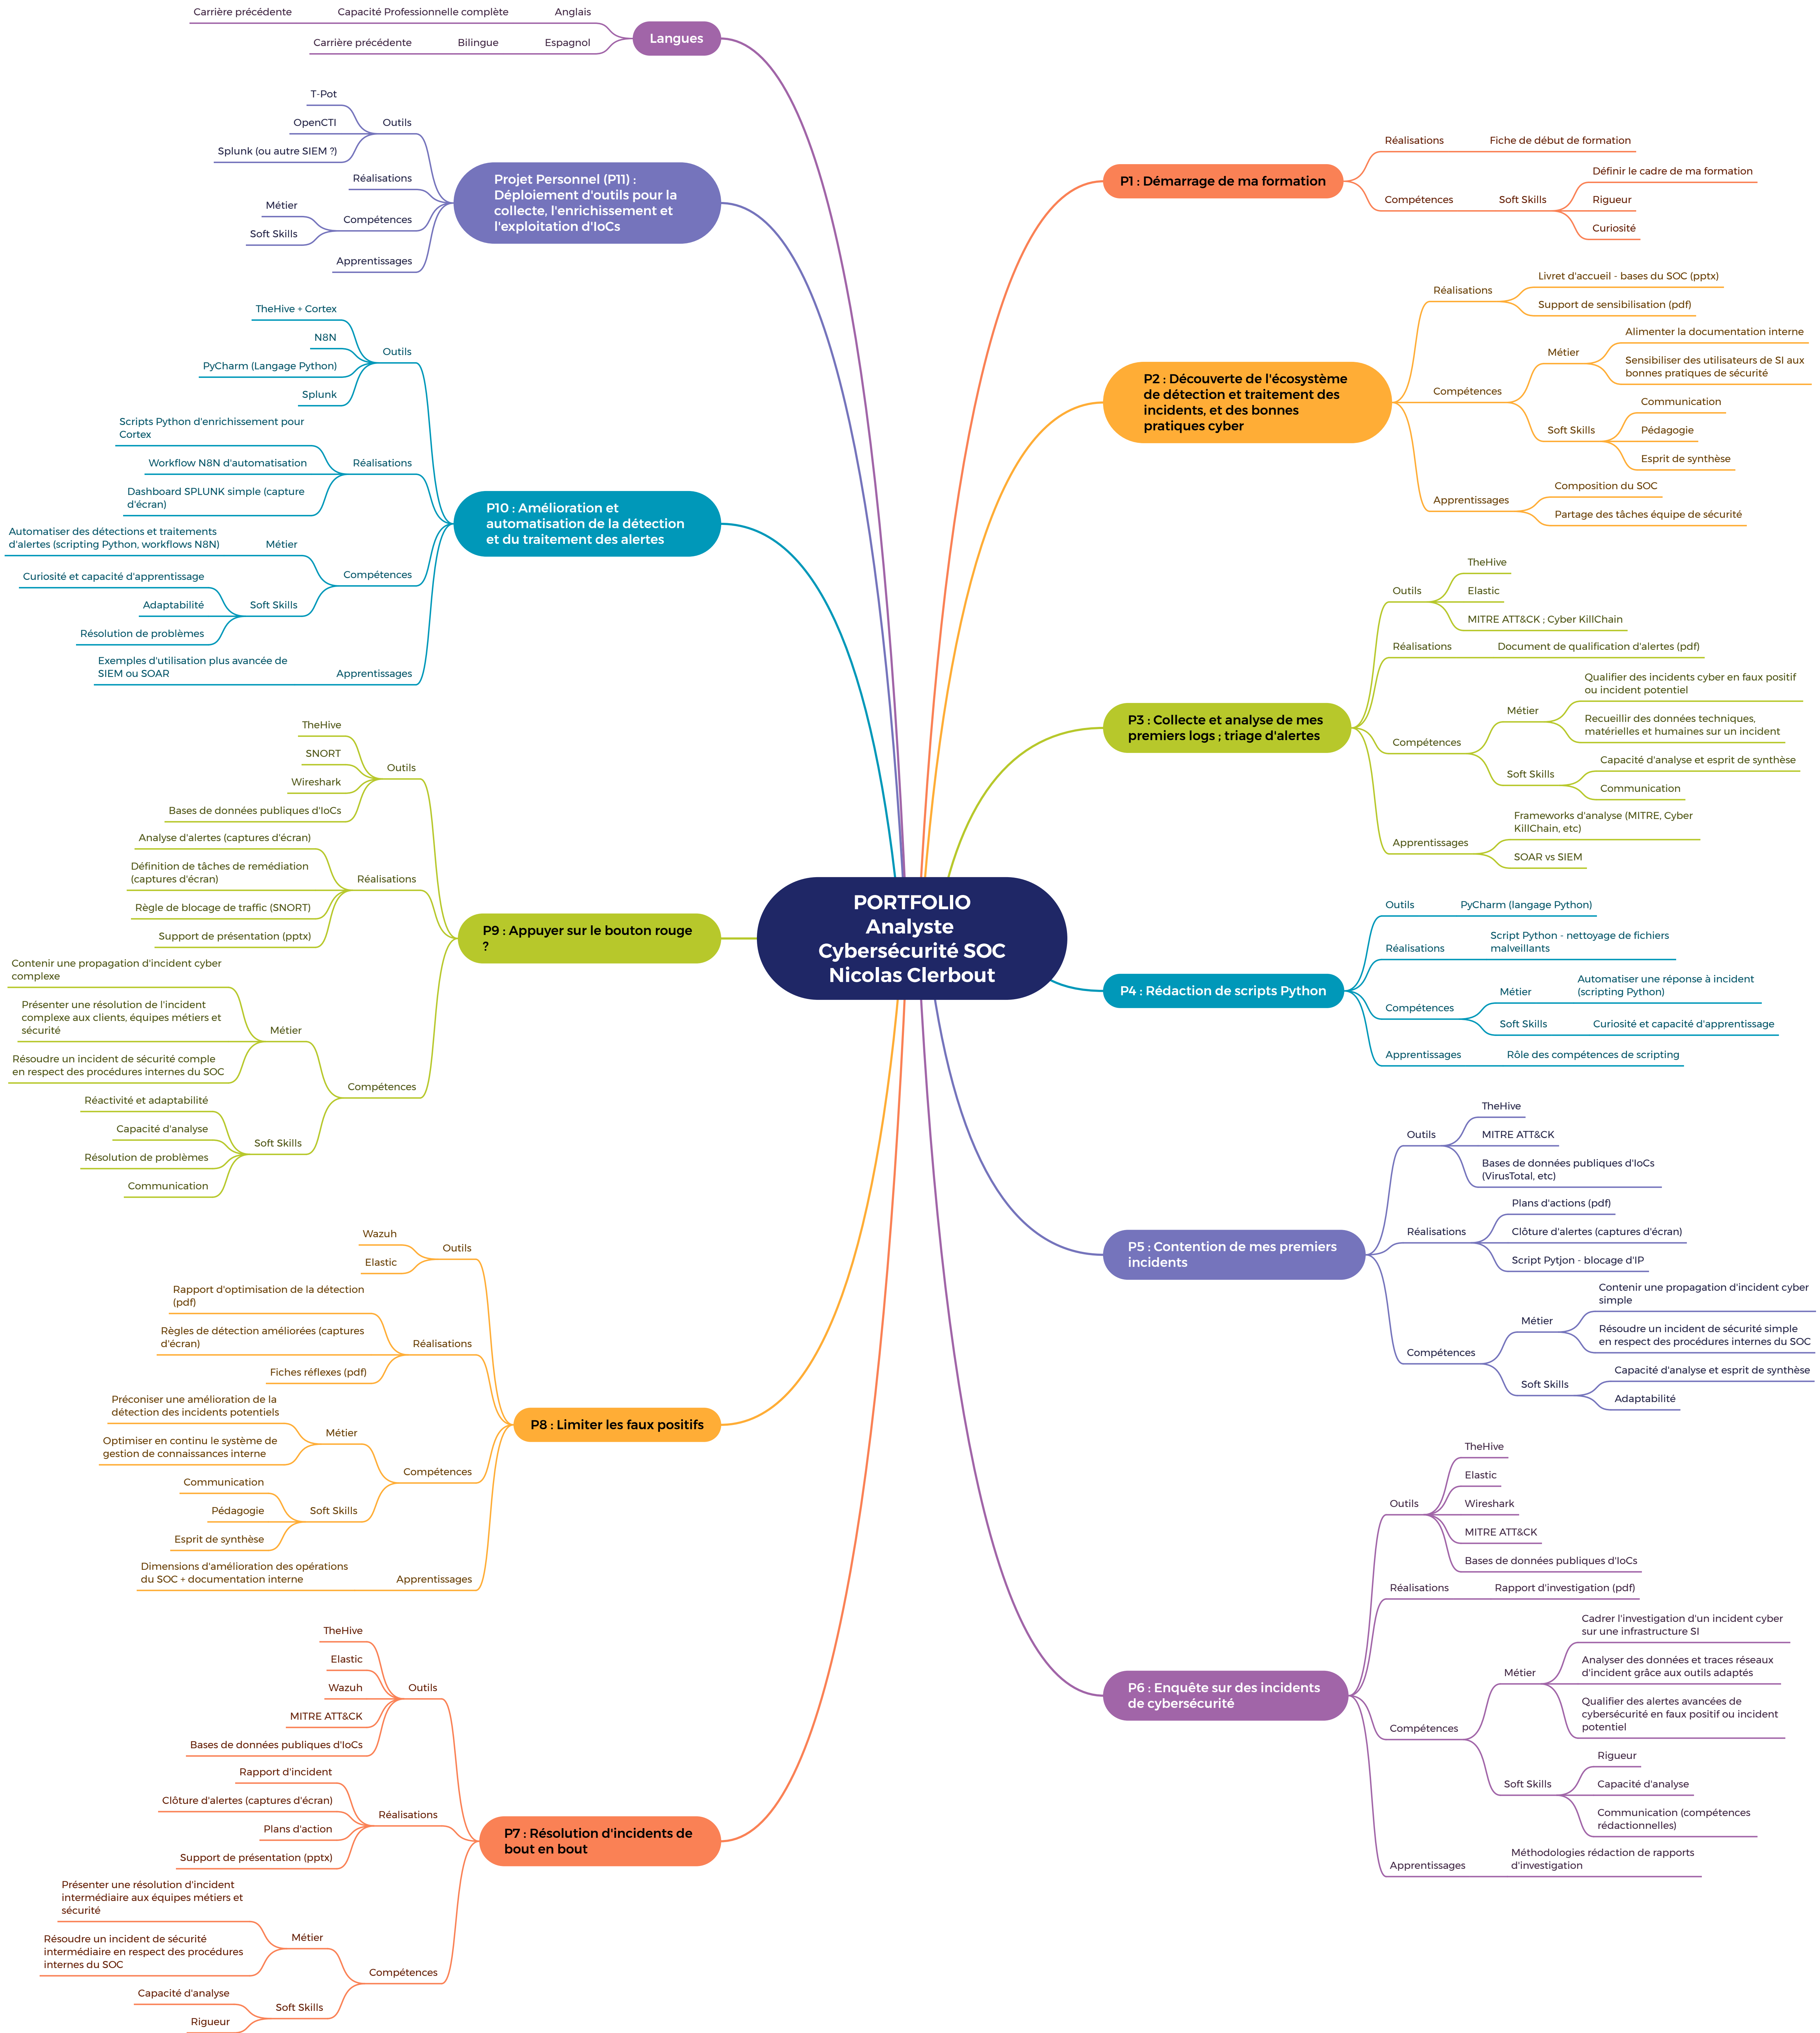 PORTFOLIO
Analyste
Cybersécurité SOC
Nicolas Clerbout
P1 : Démarrage de ma formation
Réalisations
Fiche de début de formation
Compétences
Soft Skills
Définir le cadre de ma formation
Rigueur
Curiosité
P2 : Découverte de l'écosystème
de détection et traitement des
incidents, et des bonnes
pratiques cyber
Réalisations
Livret d'accueil - bases du SOC (pptx)
Support de sensibilisation (pdf)
Compétences
Métier
Alimenter la documentation interne
Sensibiliser des utilisateurs de SI aux
bonnes pratiques de sécurité
Soft Skills
Communication
Pédagogie
Esprit de synthèse
Apprentissages
Composition du SOC
Partage des tâches équipe de sécurité
P3 : Collecte et analyse de mes
premiers logs ; triage d'alertes
Outils
TheHive
Elastic
MITRE ATT&CK ; Cyber KillChain
Réalisations
Document de qualification d'alertes (pdf)
Compétences
Métier
Qualifier des incidents cyber en faux positif
ou incident potentiel
Recueillir des données techniques,
matérielles et humaines sur un incident
Soft Skills
Capacité d'analyse et esprit de synthèse
Communication
Apprentissages
Frameworks d'analyse (MITRE, Cyber
KillChain, etc)
SOAR vs SIEM
P4 : Rédaction de scripts Python
Outils
PyCharm (langage Python)
Réalisations
Script Python - nettoyage de fichiers
malveillants
Compétences
Métier
Automatiser une réponse à incident
(scripting Python)
Soft Skills
Curiosité et capacité d'apprentissage
Apprentissages
Rôle des compétences de scripting
P5 : Contention de mes premiers
incidents
Outils
TheHive
MITRE ATT&CK
Bases de données publiques d'IoCs
(VirusTotal, etc)
Réalisations
Plans d'actions (pdf)
Clôture d'alertes (captures d'écran)
Script Pytjon - blocage d'IP
Compétences
Métier
Contenir une propagation d'incident cyber
simple
Résoudre un incident de sécurité simple
en respect des procédures internes du SOC
Soft Skills
Capacité d'analyse et esprit de synthèse
Adaptabilité
P6 : Enquête sur des incidents
de cybersécurité
Outils
TheHive
Elastic
Wireshark
MITRE ATT&CK
Bases de données publiques d'IoCs
Réalisations
Rapport d'investigation (pdf)
Compétences
Métier
Cadrer l'investigation d'un incident cyber
sur une infrastructure SI
Analyser des données et traces réseaux
d'incident grâce aux outils adaptés
Qualifier des alertes avancées de
cybersécurité en faux positif ou incident
potentiel
Soft Skills
Rigueur
Capacité d'analyse
Communication (compétences
rédactionnelles)
Apprentissages
Méthodologies rédaction de rapports
d'investigation
P7 : Résolution d'incidents de
bout en bout
Outils
TheHive
Elastic
Wazuh
MITRE ATT&CK
Bases de données publiques d'IoCs
Réalisations
Rapport d'incident
Clôture d'alertes (captures d'écran)
Plans d'action
Support de présentation (pptx)
Compétences
Métier
Présenter une résolution d'incident
intermédiaire aux équipes métiers et
sécurité
Résoudre un incident de sécurité
intermédiaire en respect des procédures
internes du SOC
Soft Skills
Capacité d'analyse
Rigueur
P8 : Limiter les faux positifs
Outils
Wazuh
Elastic
Réalisations
Rapport d'optimisation de la détection
(pdf)
Règles de détection améliorées (captures
d'écran)
Fiches réflexes (pdf)
Compétences
Métier
Préconiser une amélioration de la
détection des incidents potentiels
Optimiser en continu le système de
gestion de connaissances interne
Soft Skills
Communication
Pédagogie
Esprit de synthèse
Apprentissages
Dimensions d'amélioration des opérations
du SOC + documentation interne
P9 : Appuyer sur le bouton rouge
?
Outils
TheHive
SNORT
Wireshark
Bases de données publiques d'IoCs
Réalisations
Analyse d'alertes (captures d'écran)
Définition de tâches de remédiation
(captures d'écran)
Règle de blocage de traffic (SNORT)
Support de présentation (pptx)
Compétences
Métier
Contenir une propagation d'incident cyber
complexe
Présenter une résolution de l'incident
complexe aux clients, équipes métiers et
sécurité
Résoudre un incident de sécurité comple
en respect des procédures internes du SOC
Soft Skills
Réactivité et adaptabilité
Capacité d'analyse
Résolution de problèmes
Communication
P10 : Amélioration et
automatisation de la détection
et du traitement des alertes
Outils
TheHive + Cortex
N8N
PyCharm (Langage Python)
Splunk
Réalisations
Scripts Python d'enrichissement pour
Cortex
Workflow N8N d'automatisation
Dashboard SPLUNK simple (capture
d'écran)
Compétences
Métier
Automatiser des détections et traitements
d'alertes (scripting Python, workflows N8N)
Soft Skills
Curiosité et capacité d'apprentissage
Adaptabilité
Résolution de problèmes
Apprentissages
Exemples d'utilisation plus avancée de
SIEM ou SOAR
Projet Personnel (P11) :
Déploiement d'outils pour la
collecte, l'enrichissement et
l'exploitation d'IoCs
Outils
T-Pot
OpenCTI
Splunk (ou autre SIEM ?)
Réalisations
Compétences
Métier
Soft Skills
Apprentissages
Langues
Anglais
Capacité Professionnelle complète
Carrière précédente
Espagnol
Bilingue
Carrière précédente